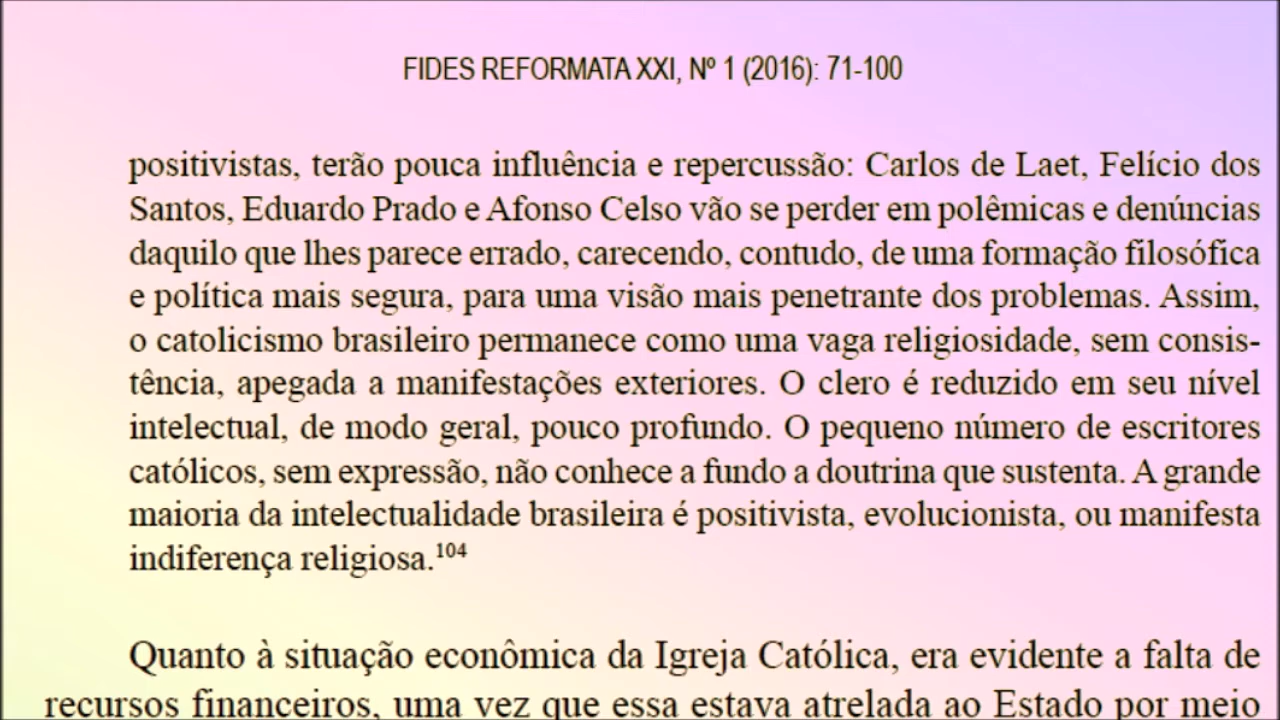 FIDES REFORMATA XXI, Nº 1 (2016): 71-100
positivistas, terão pouca influência e repercussão: Carlos de Laet, Felício dos
Santos, Eduardo Prado e Afonso Celso vão se perder em polêmicas e denúncias
daquilo que lhes parece errado, carecendo, contudo, de uma formação filosófica
e política mais segura, para uma visão mais penetrante dos problemas. Assim,
o catolicismo brasileiro permanece como uma vaga religiosidade, sem consis-
tência, apegada a manifestações exteriores. O clero é reduzido em seu nível
intelectual, de modo geral, pouco profundo. O pequeno número de escritores
católicos, sem expressão, não conhece a fundo a doutrina que sustenta. A grande
maioria da intelectualidade brasileira é positivista, evolucionista, ou manifesta
indiferença religiosa.104
Quanto à situação econômica da Igreja Católica, era evidente a falta de
recursos financeiros, uma vez que essa estava atrelada ao Estado por meio